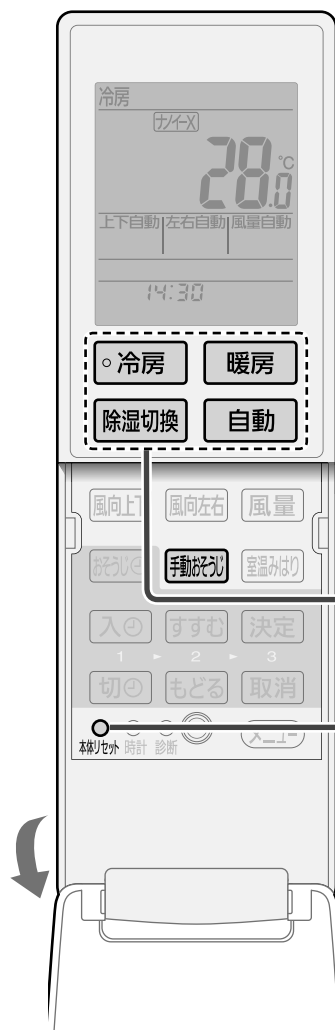 冷房
ナノイーX
28.0℃
上下自動 左右自動 風量自動
14:30
冷房 暖房
除湿切換 自動
風向上下 風向左右 風量
おそうじ 手動おそうじ 室温みはり
入 すすむ 決定
1 ▸ 2 ▸ 3
切 もどる 取消
本体リセット 時計 診断 メニュー